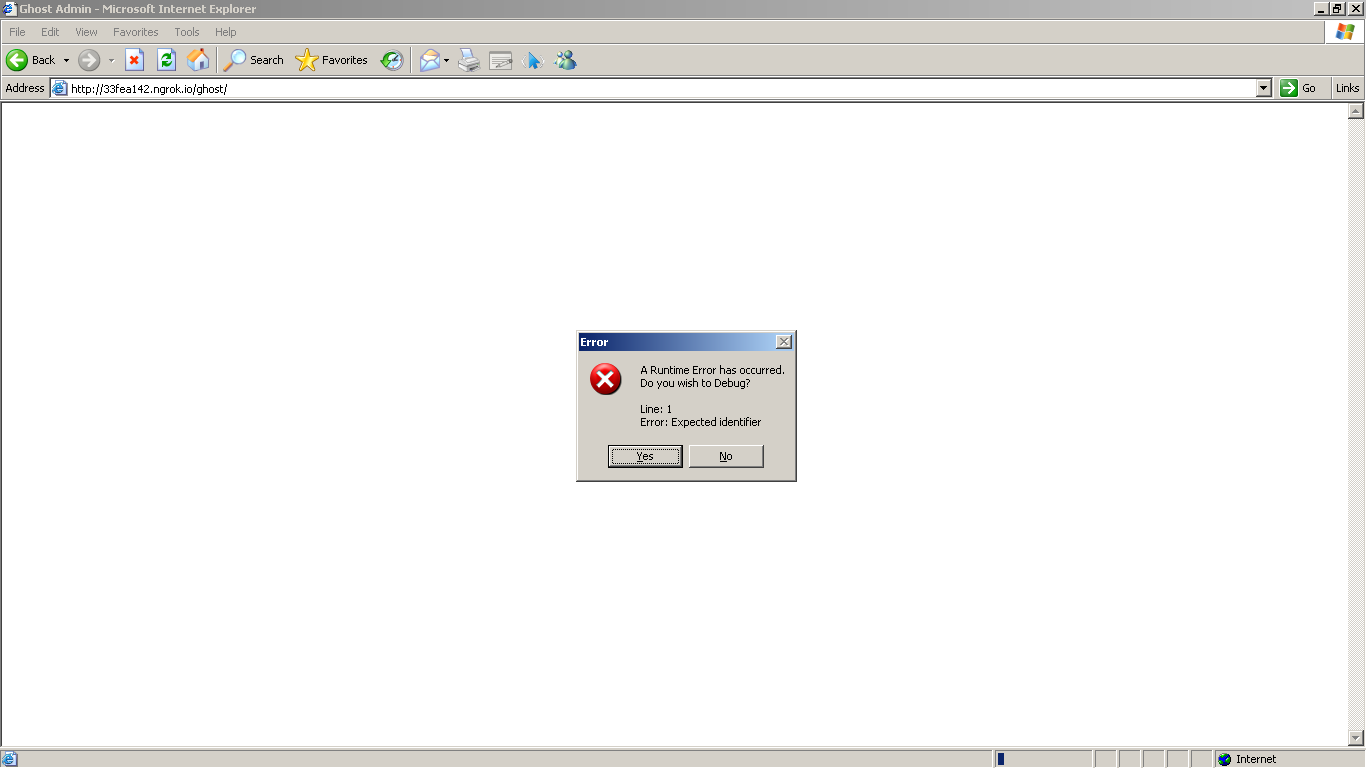 Ghost Admin - Microsoft Internet Explorer
File Edit View Favorites Tools Help
Back Search Favorites
Address http://33fea142.ngrok.io/ghost/ Go Links
Error
A Runtime Error has occurred.
Do you wish to Debug?
Line: 1
Error: Expected identifier
Yes No
Internet